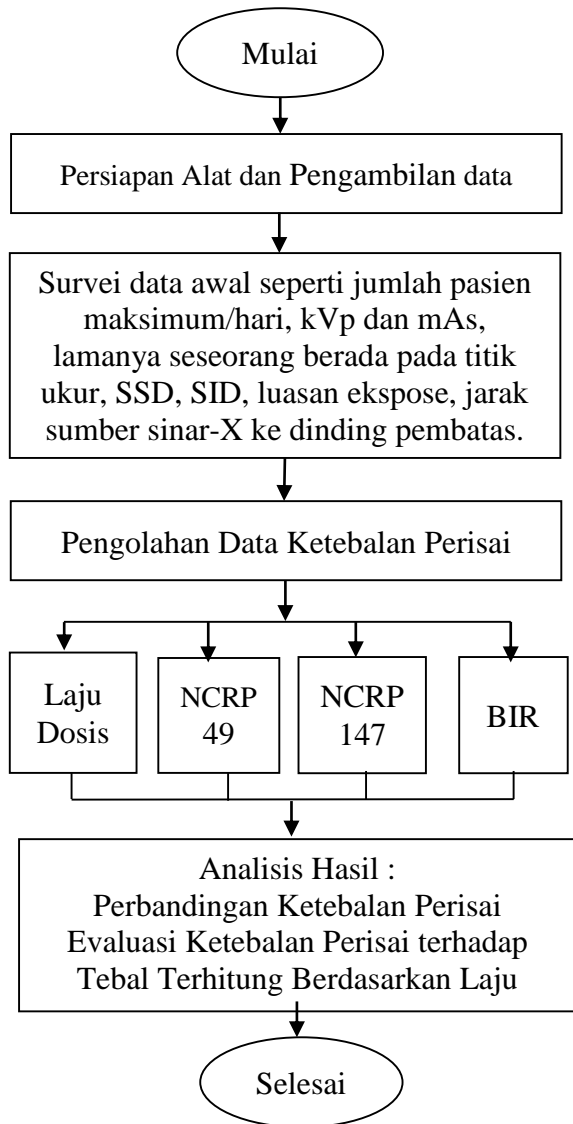 Mulai
Persiapan Alat dan Pengambilan data
Survei data awal seperti jumlah pasien
maksimum/hari, kVp dan mAs,
lamanya seseorang berada pada titik
ukur, SSD, SID, luasan ekspose, jarak
sumber sinar-X ke dinding pembatas.
Pengolahan Data Ketebalan Perisai
Laju
Dosis
NCRP
49
NCRP
147
BIR
Analisis Hasil :
Perbandingan Ketebalan Perisai
Evaluasi Ketebalan Perisai terhadap
Tebal Terhitung Berdasarkan Laju
Selesai